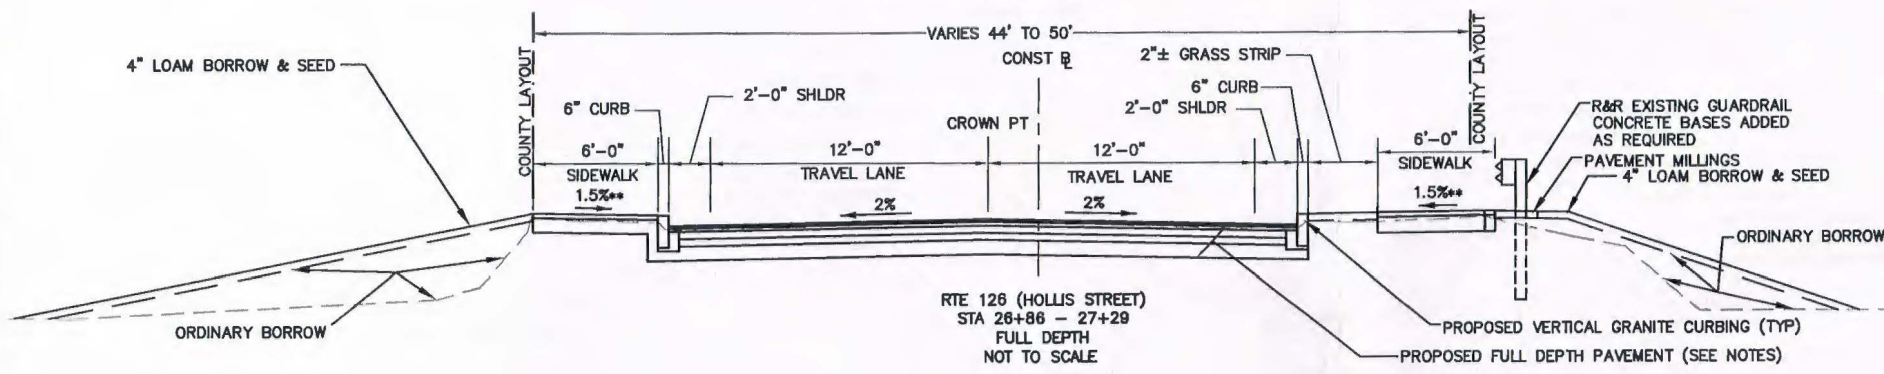 VARIES 44' TO 50'
COUNTY LAYOUT
CONST B̲L
2"± GRASS STRIP
COUNTY LAYOUT
4" LOAM BORROW & SEED
6" CURB
2'-0" SHLDR
CROWN PT
6" CURB
2'-0" SHLDR
R&R EXISTING GUARDRAIL
CONCRETE BASES ADDED
AS REQUIRED
6'-0"
SIDEWALK
1.5%**
12'-0"
TRAVEL LANE
2%
12'-0"
TRAVEL LANE
2%
6'-0"
SIDEWALK
1.5%**
PAVEMENT MILLINGS
4" LOAM BORROW & SEED
ORDINARY BORROW
ORDINARY BORROW
RTE 126 (HOLLIS STREET)
STA 26+86 – 27+29
FULL DEPTH
NOT TO SCALE
PROPOSED VERTICAL GRANITE CURBING (TYP)
PROPOSED FULL DEPTH PAVEMENT (SEE NOTES)